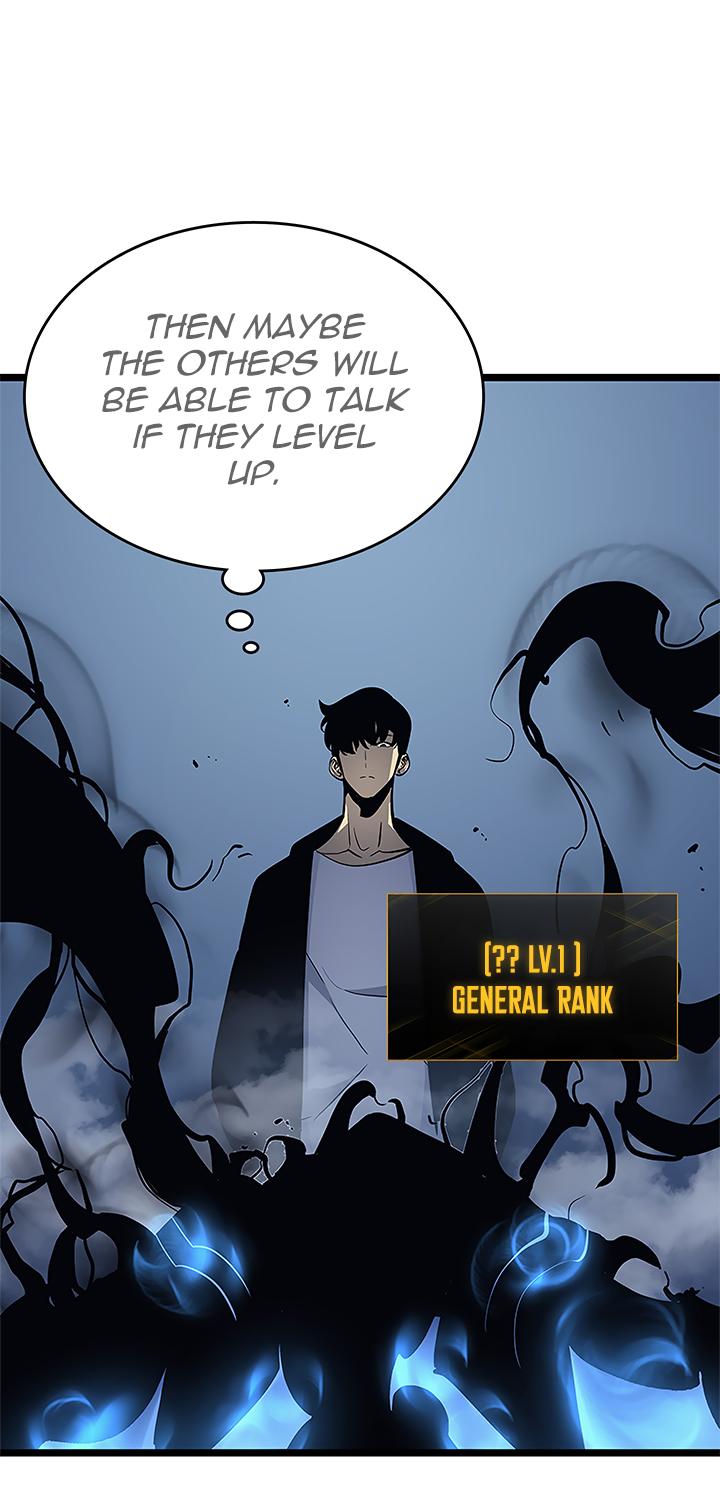 THEN MAYBE
THE OTHERS WILL
BE ABLE TO TALK
IF THEY LEVEL
UP.
[?? LV.1 ]
GENERAL RANK